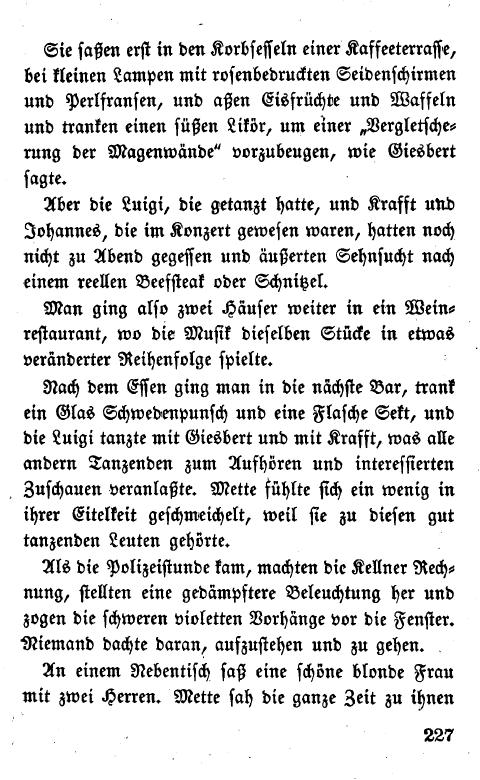 Sie saßen erst in den Korbsesseln einer Kaffeeterrasse,
bei kleinen Lampen mit rosenbedruckten Seidenschirmen
und Perlfransen, und aßen Eisfrüchte und Waffeln
und tranken einen süßen Likör, um einer „Vergletsche-
rung der Magenwände“ vorzubeugen, wie Giesbert
sagte.
Aber die Luigi, die getanzt hatte, und Krafft und
Johannes, die im Konzert gewesen waren, hatten noch
nicht zu Abend gegessen und äußerten Sehnsucht nach
einem reellen Beefsteak oder Schnitzel.
Man ging also zwei Häuser weiter in ein Wein-
restaurant, wo die Musik dieselben Stücke in etwas
veränderter Reihenfolge spielte.
Nach dem Essen ging man in die nächste Bar, trank
ein Glas Schwedenpunsch und eine Flasche Sekt, und
die Luigi tanzte mit Giesbert und mit Krafft, was alle
andern Tanzenden zum Aufhören und interessierten
Zuschauen veranlaßte. Mette fühlte sich ein wenig in
ihrer Eitelkeit geschmeichelt, weil sie zu diesen gut
tanzenden Leuten gehörte.
Als die Polizeistunde kam, machten die Kellner Rech-
nung, stellten eine gedämpftere Beleuchtung her und
zogen die schweren violetten Vorhänge vor die Fenster.
Niemand dachte daran, aufzustehen und zu gehen.
An einem Nebentisch saß eine schöne blonde Frau
mit zwei Herren. Mette sah die ganze Zeit zu ihnen
227